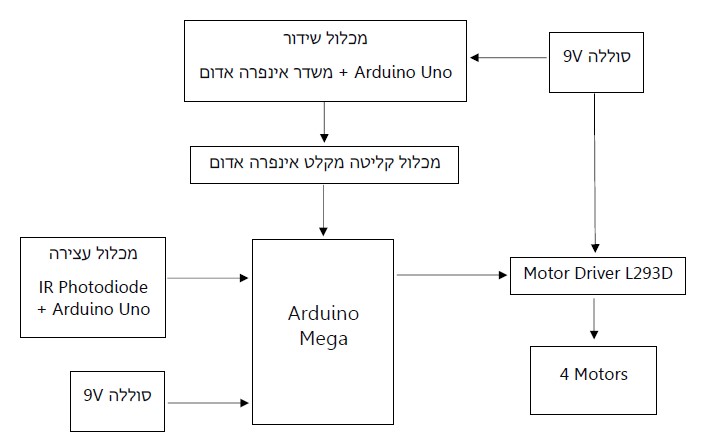 מכלול שידור
משדר אינפרה אדום + Arduino Uno
סוללה 9V
מכלול קליטה מקלט אינפרה אדום
מכלול עצירה
IR Photodiode
+ Arduino Uno
Arduino
Mega
Motor Driver L293D
4 Motors
סוללה 9V